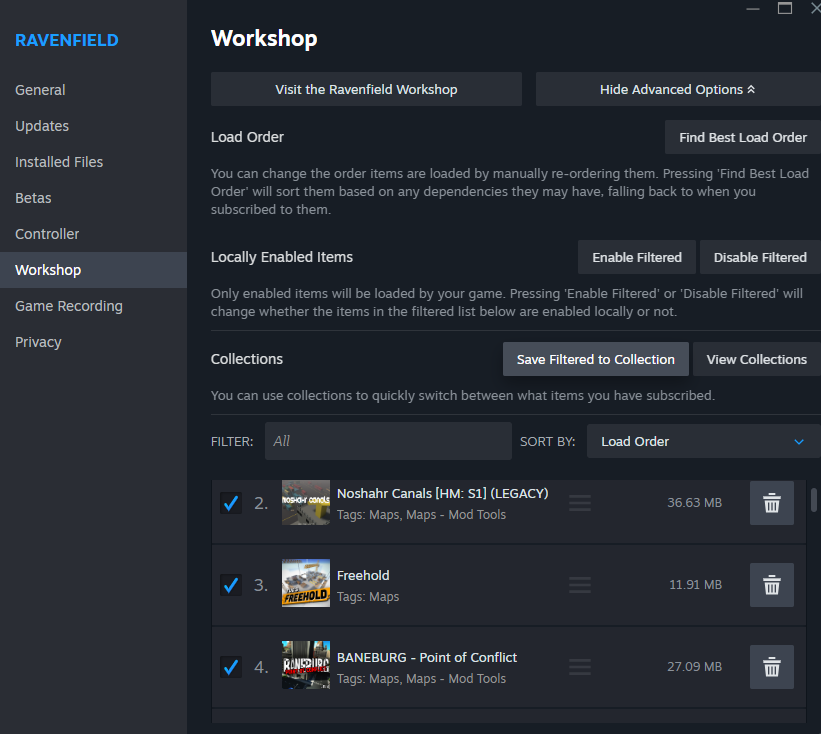 RAVENFIELD
General
Updates
Installed Files
Betas
Controller
Workshop
Game Recording
Privacy
Workshop
Visit the Ravenfield Workshop
Hide Advanced Options
Load Order
Find Best Load Order
You can change the order items are loaded by manually re-ordering them. Pressing 'Find Best Load
Order' will sort them based on any dependencies they may have, falling back to when you
subscribed to them.
Locally Enabled Items
Enable Filtered
Disable Filtered
Only enabled items will be loaded by your game. Pressing 'Enable Filtered' or 'Disable Filtered' will
change whether the items in the filtered list below are enabled locally or not.
Collections
Save Filtered to Collection
View Collections
You can use collections to quickly switch between what items you have subscribed.
FILTER:
All
SORT BY:
Load Order
2.
NOSHAHR CANALS
Noshahr Canals [HM: S1] (LEGACY)
Tags: Maps, Maps - Mod Tools
36.63 MB
3.
FREEHOLD
Freehold
Tags: Maps
11.91 MB
4.
BANEBURG
BANEBURG - Point of Conflict
Tags: Maps, Maps - Mod Tools
27.09 MB